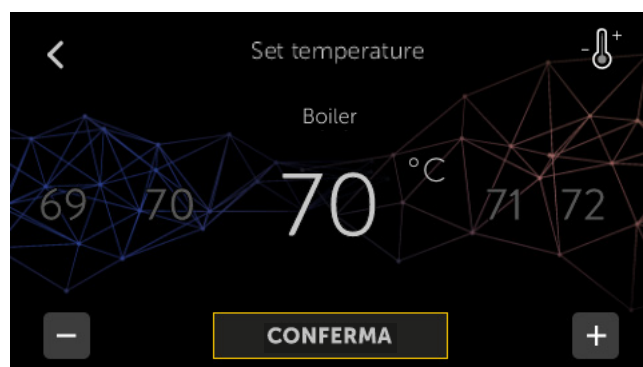 Set temperature
- +
Boiler
69 70 70 °C 71 72
− CONFERMA +